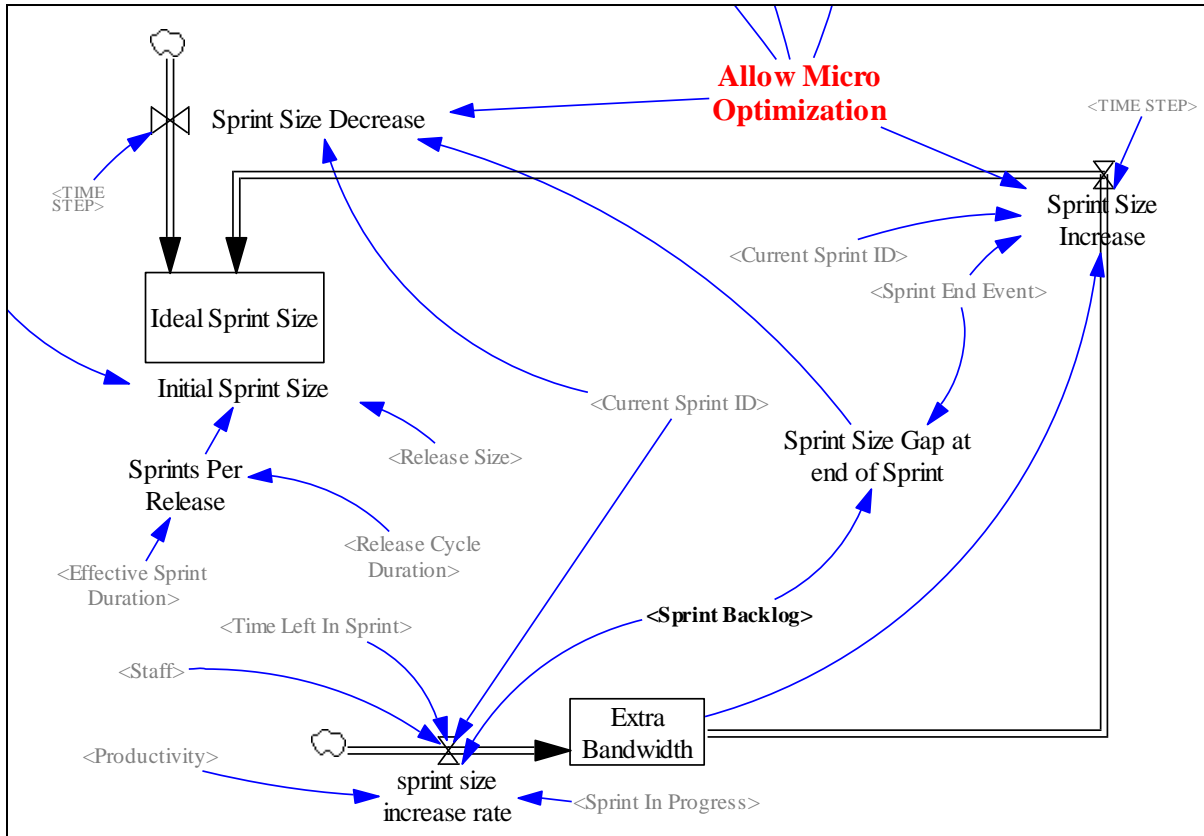 Allow Micro
Optimization
Sprint Size Decrease
<TIME STEP>
<TIME
STEP>
Sprint Size
Increase
<Current Sprint ID>
<Sprint End Event>
Ideal Sprint Size
Initial Sprint Size
<Current Sprint ID>
Sprint Size Gap at
end of Sprint
<Release Size>
Sprints Per
Release
<Release Cycle
Duration>
<Effective Sprint
Duration>
<Time Left In Sprint>
<Sprint Backlog>
<Staff>
Extra
Bandwidth
<Productivity>
sprint size
increase rate
<Sprint In Progress>